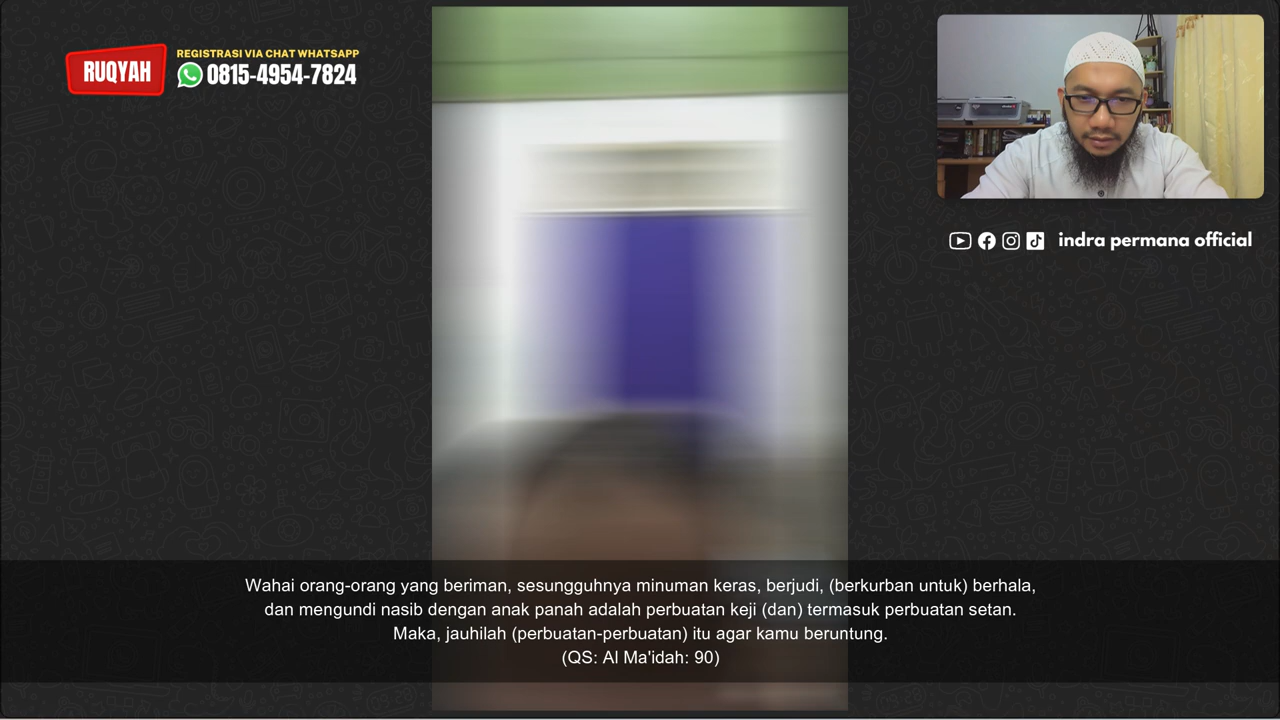 RUQYAH
REGISTRASI VIA CHAT WHATSAPP
0815-4954-7824
indra permana official
Wahai orang-orang yang beriman, sesungguhnya minuman keras, berjudi, (berkurban untuk) berhala,
dan mengundi nasib dengan anak panah adalah perbuatan keji (dan) termasuk perbuatan setan.
Maka, jauhilah (perbuatan-perbuatan) itu agar kamu beruntung.
(QS: Al Ma'idah: 90)